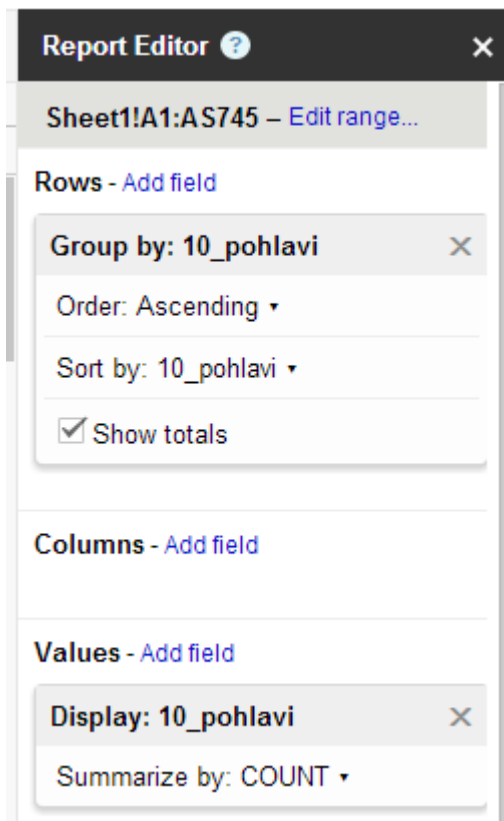 Report Editor ?
Sheet1!A1:AS745 – Edit range...
Rows - Add field
Group by: 10_pohlavi
Order: Ascending
Sort by: 10_pohlavi
Show totals
Columns - Add field
Values - Add field
Display: 10_pohlavi
Summarize by: COUNT